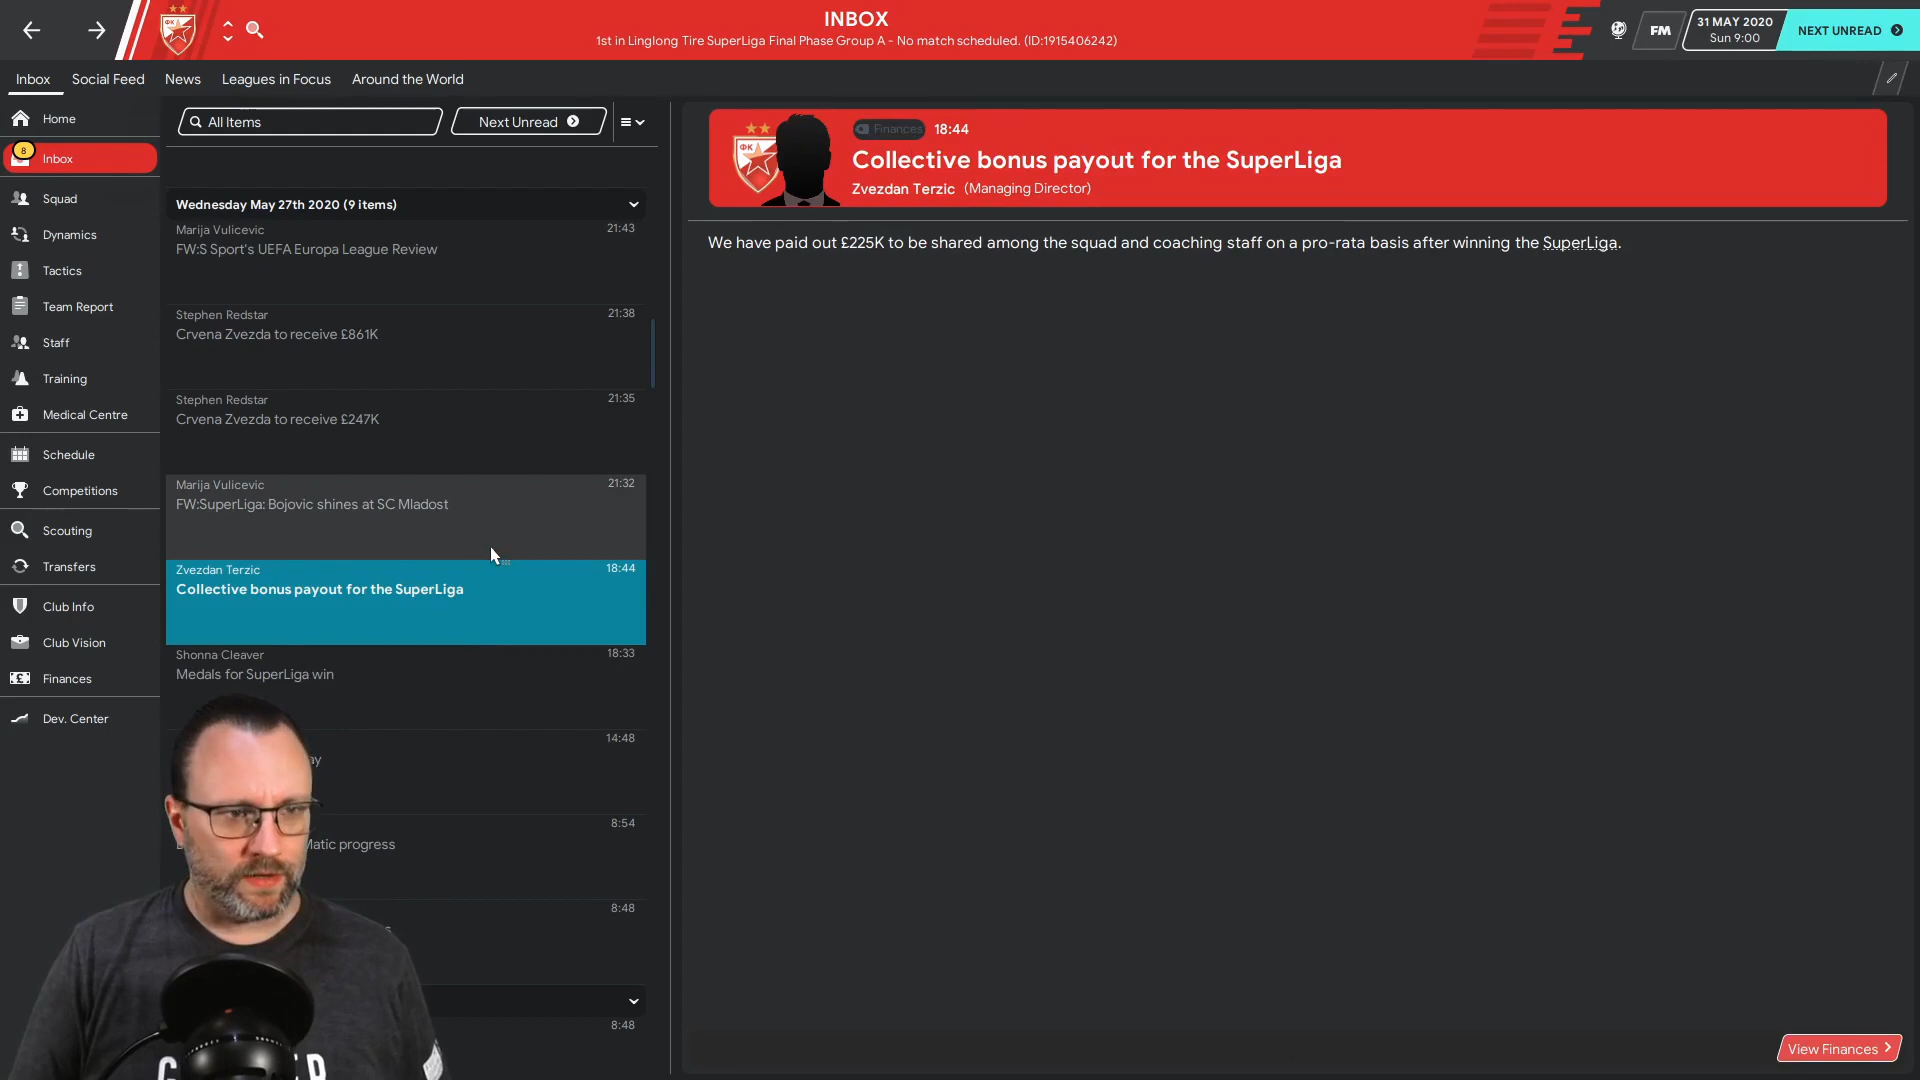 INBOX
1st in Linglong Tire SuperLiga Final Phase Group A - No match scheduled. (ID:1915406242)
FM
31 MAY 2020
Sun 9:00
NEXT UNREAD
Inbox
Social Feed
News
Leagues in Focus
Around the World
Home
8
Inbox
Squad
Dynamics
Tactics
Team Report
Staff
Training
Medical Centre
Schedule
Competitions
Scouting
Transfers
Club Info
Club Vision
Finances
Dev. Center
All Items
Next Unread
Wednesday May 27th 2020 (9 items)
Marija Vulicevic 21:43
FW:S Sport's UEFA Europa League Review
Stephen Redstar 21:38
Crvena Zvezda to receive £861K
Stephen Redstar 21:35
Crvena Zvezda to receive £247K
Marija Vulicevic 21:32
FW:SuperLiga: Bojovic shines at SC Mladost
Zvezdan Terzic 18:44
Collective bonus payout for the SuperLiga
Shonna Cleaver 18:33
Medals for SuperLiga win
14:48
8:54
Matic progress
8:48
8:48
ФК
Finances 18:44
Collective bonus payout for the SuperLiga
Zvezdan Terzic (Managing Director)
We have paid out £225K to be shared among the squad and coaching staff on a pro-rata basis after winning the SuperLiga.
View Finances